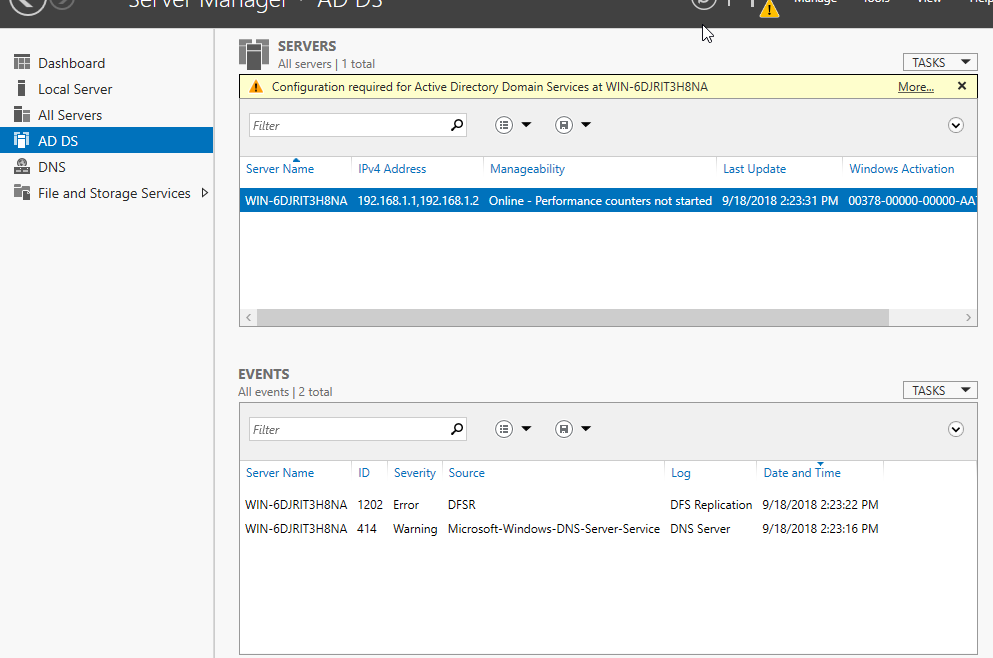 Server Manager · AD DS
Manage Tools View Help
Dashboard
Local Server
All Servers
AD DS
DNS
File and Storage Services
SERVERS
All servers | 1 total
TASKS
Configuration required for Active Directory Domain Services at WIN-6DJRIT3H8NA More...
Filter
Server Name IPv4 Address Manageability Last Update Windows Activation
WIN-6DJRIT3H8NA 192.168.1.1,192.168.1.2 Online - Performance counters not started 9/18/2018 2:23:31 PM 00378-00000-00000-AA
EVENTS
All events | 2 total
TASKS
Filter
Server Name ID Severity Source Log Date and Time
WIN-6DJRIT3H8NA 1202 Error DFSR DFS Replication 9/18/2018 2:23:22 PM
WIN-6DJRIT3H8NA 414 Warning Microsoft-Windows-DNS-Server-Service DNS Server 9/18/2018 2:23:16 PM